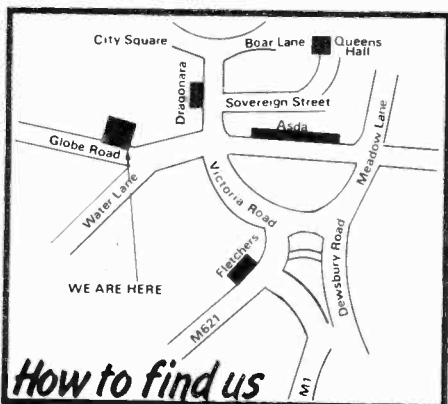 City Square
Boar Lane
Queens
Hall
Dragonara
Sovereign Street
Asda
Globe Road
Meadow Lane
Water Lane
Victoria Road
Fletchers
Dewsbury Road
WE ARE HERE
M621
M1
How to find us